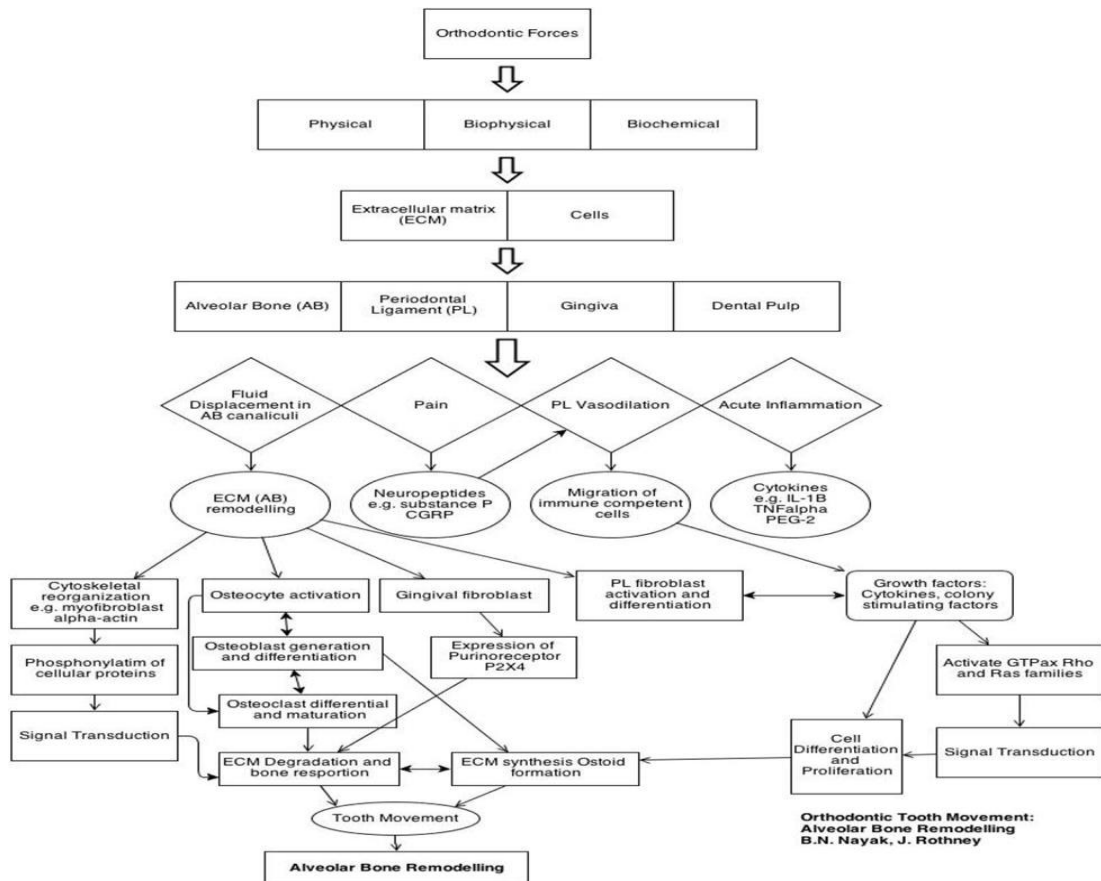 Orthodontic Forces
Physical
Biophysical
Biochemical
Extracellular matrix
(ECM)
Cells
Alveolar Bone (AB)
Periodontal
Ligament (PL)
Gingiva
Dental Pulp
Fluid
Displacement in
AB canaliculi
Pain
PL Vasodilation
Acute Inflammation
ECM (AB)
remodelling
Neuropeptides
e.g. substance P
CGRP
Migration of
immune competent
cells
Cytokines
e.g. IL-1B
TNFalpha
PEG-2
Cytoskeletal
reorganization
e.g. myofibroblast
alpha-actin
Osteocyte activation
Gingival fibroblast
PL fibroblast
activation and
differentiation
Growth factors:
Cytokines, colony
stimulating factors
Phosphonylatim of
cellular proteins
Osteoblast generation
and differentiation
Expression of
Purinoreceptor
P2X4
Activate GTPax Rho
and Ras families
Osteoclast differential
and maturation
Signal Transduction
Cell
Differentiation
and
Proliferation
Signal Transduction
ECM Degradation and
bone resportion
ECM synthesis Ostoid
formation
Tooth Movement
Alveolar Bone Remodelling
Orthodontic Tooth Movement:
Alveolar Bone Remodelling
B.N. Nayak, J. Rothney